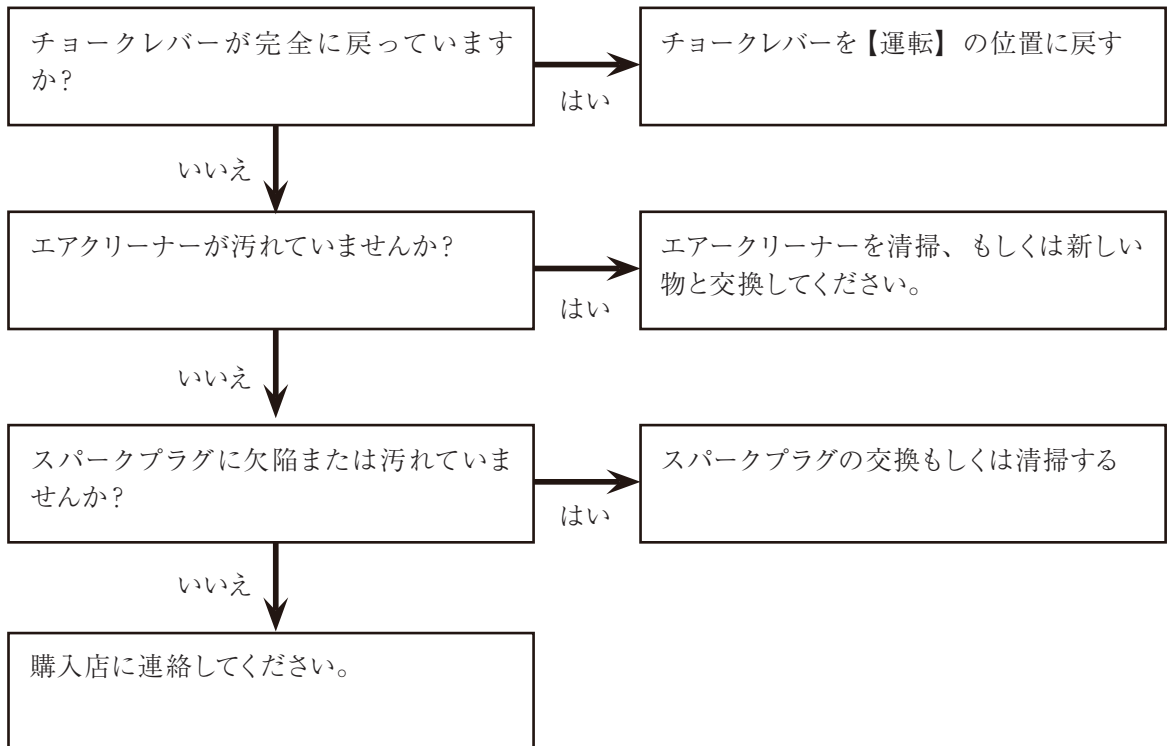 チョークレバーが完全に戻っています
か?
チョークレバーを【運転】の位置に戻す
はい
いいえ
エアクリーナーが汚れていませんか?
エアークリーナーを清掃、もしくは新しい
物と交換してください。
はい
いいえ
スパークプラグに欠陥または汚れていま
せんか?
スパークプラグの交換もしくは清掃する
はい
いいえ
購入店に連絡してください。